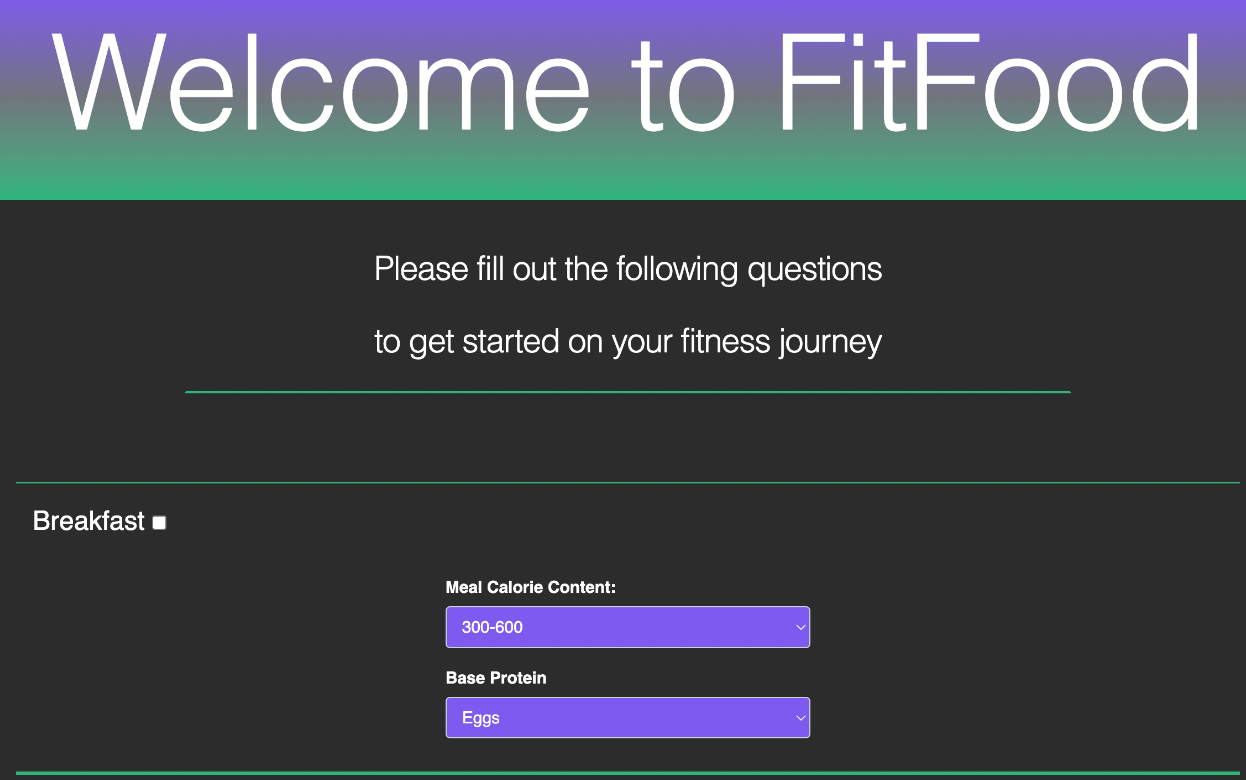 Welcome to FitFood
Please fill out the following questions
to get started on your fitness journey
Breakfast
Meal Calorie Content:
300-600
Base Protein
Eggs